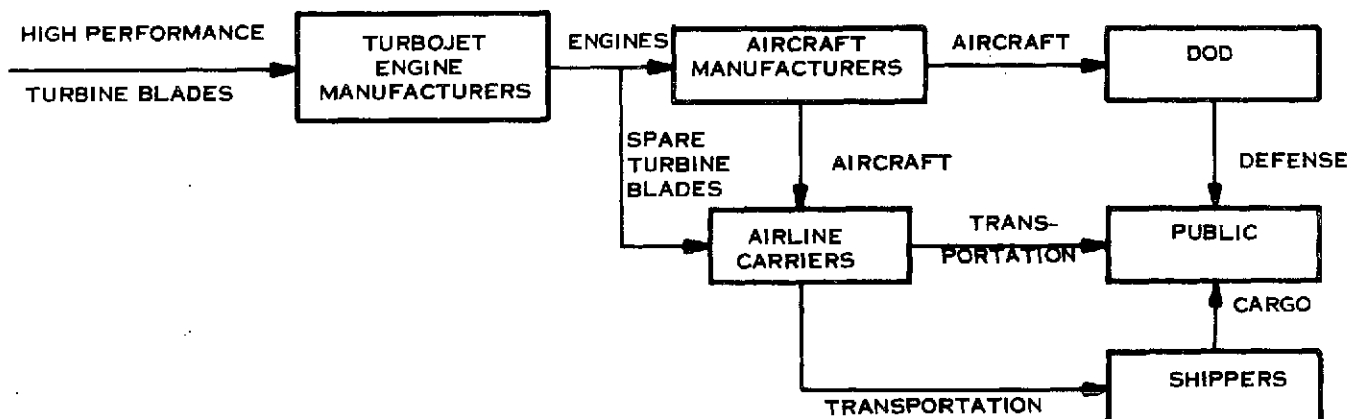 HIGH PERFORMANCE
TURBINE BLADES
TURBOJET
ENGINE
MANUFACTURERS
ENGINES
SPARE
TURBINE
BLADES
AIRCRAFT
MANUFACTURERS
AIRCRAFT
DOD
AIRCRAFT
DEFENSE
AIRLINE
CARRIERS
TRANS-
PORTATION
PUBLIC
CARGO
TRANSPORTATION
SHIPPERS